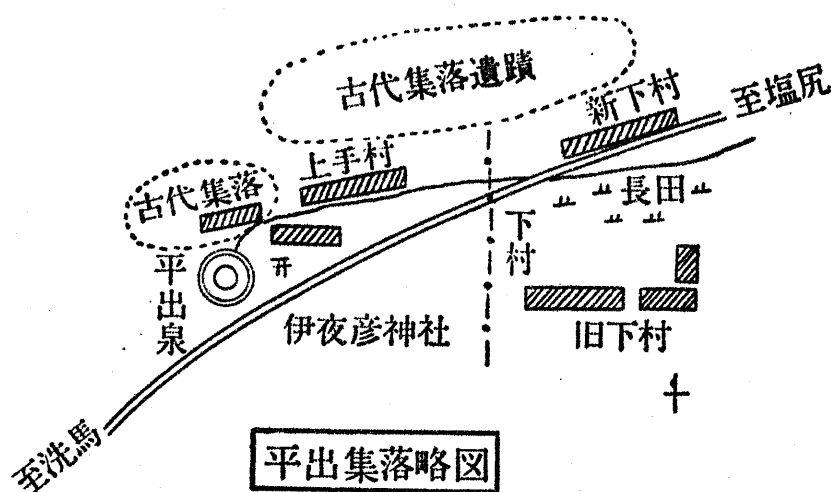 古代集落遺蹟
新下村
至塩尻
上手村
古代集落
長田
下村
平出泉
伊夜彦神社
旧下村
至洗馬
平出集落略図